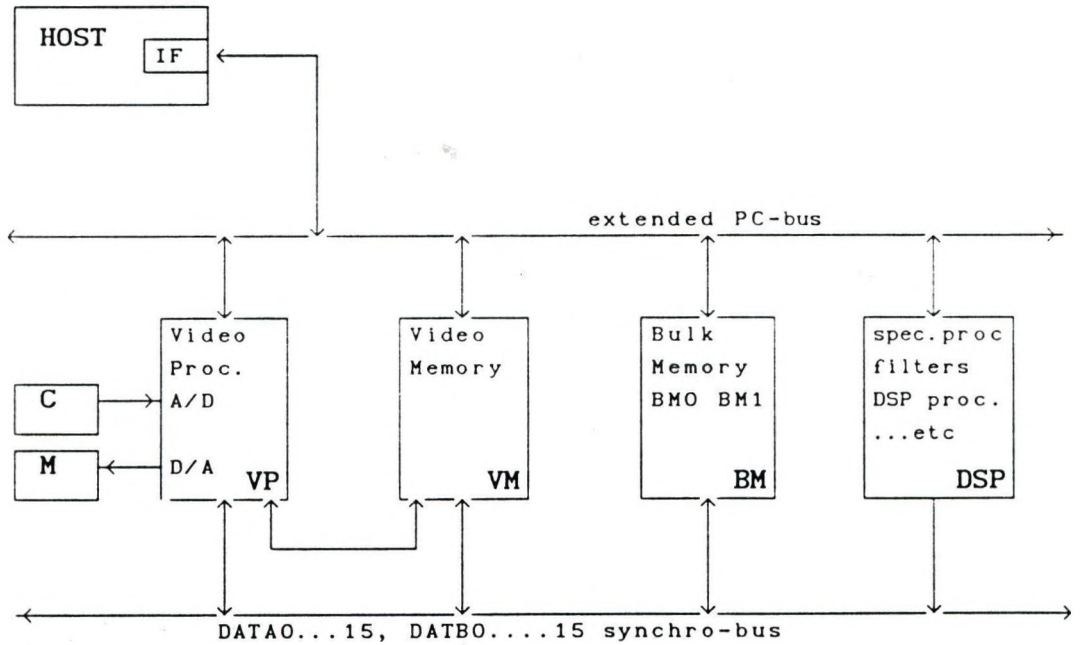 HOST
IF
extended PC-bus
Video
Proc.
A/D
D/A
VP
C
M
Video
Memory
VM
Bulk
Memory
BM0 BM1
BM
spec.proc
filters
DSP proc.
...etc
DSP
DATA0...15, DATB0....15 synchro-bus